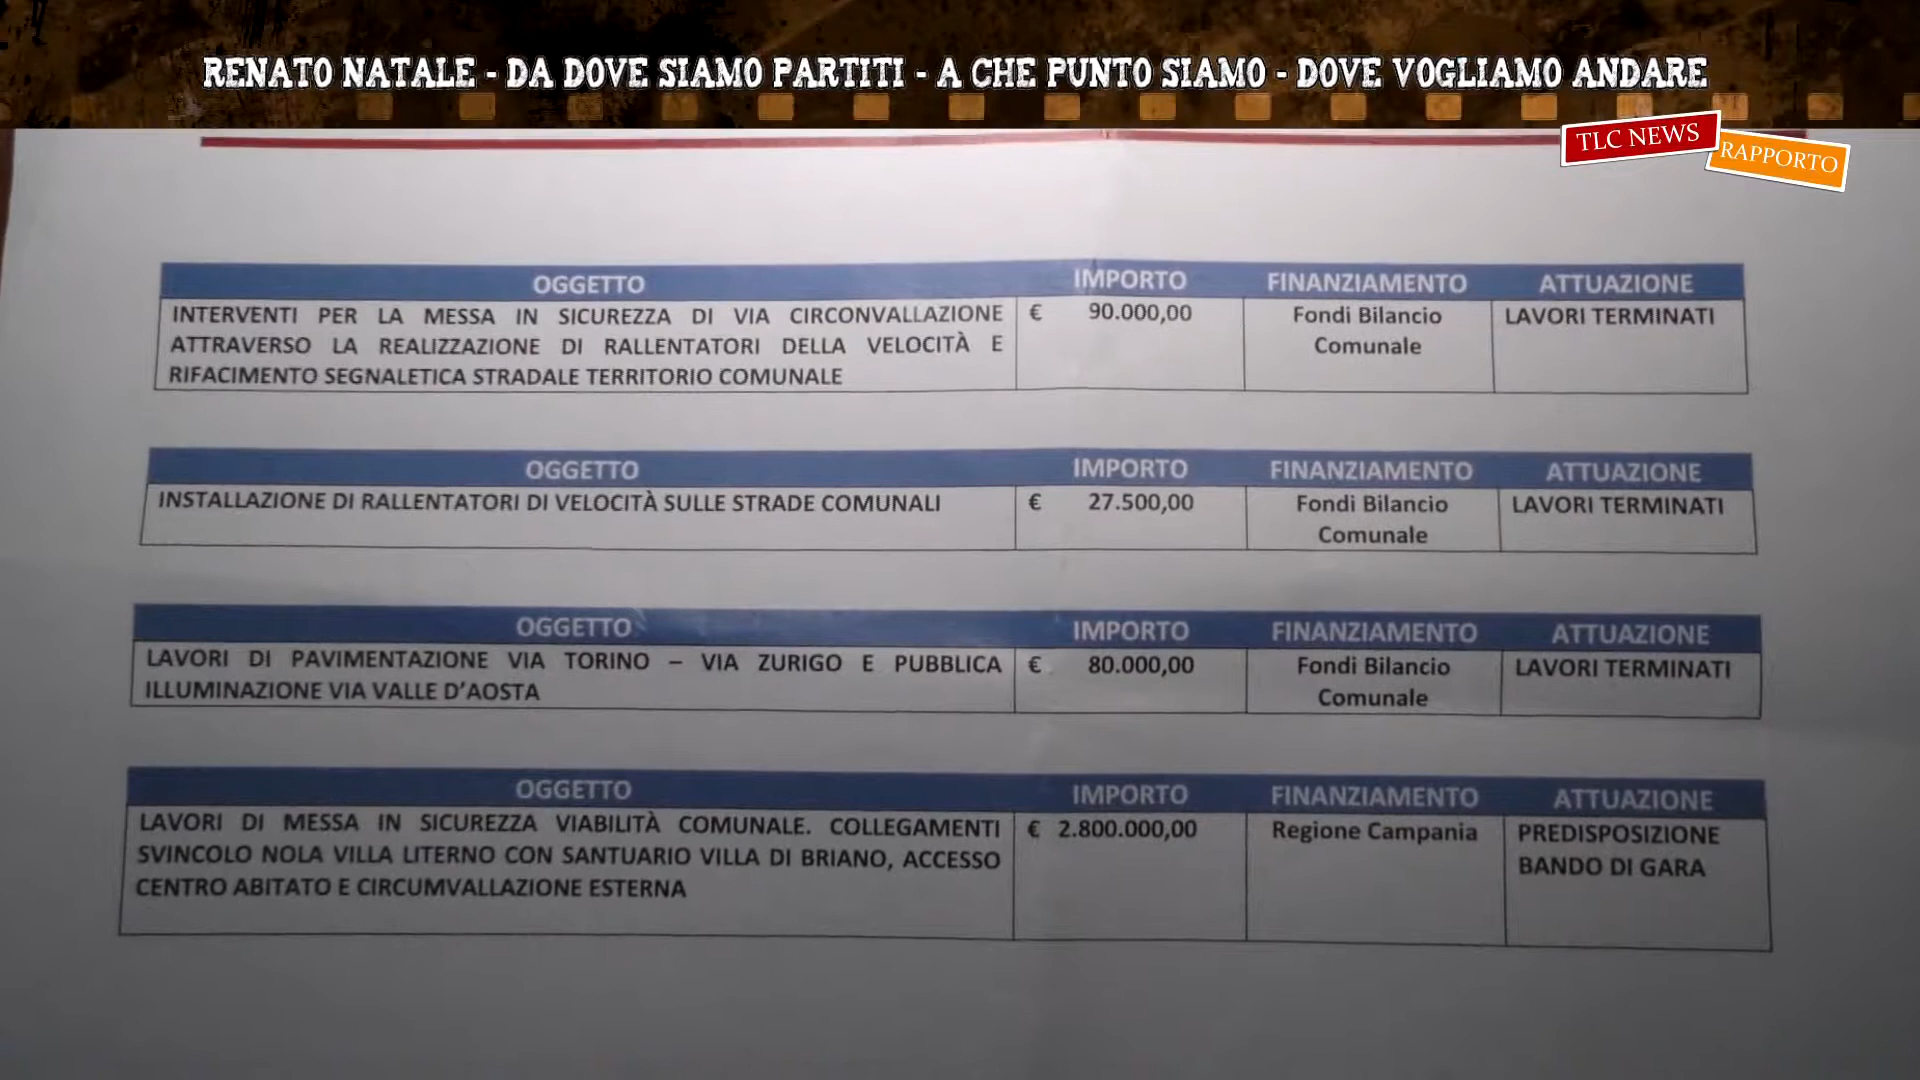 RENATO NATALE - DA DOVE SIAMO PARTITI - A CHE PUNTO SIAMO - DOVE VOGLIAMO ANDARE
TLC NEWS
RAPPORTO
OGGETTO IMPORTO FINANZIAMENTO ATTUAZIONE
INTERVENTI PER LA MESSA IN SICUREZZA DI VIA CIRCONVALLAZIONE € 90.000,00 Fondi Bilancio LAVORI TERMINATI
ATTRAVERSO LA REALIZZAZIONE DI RALLENTATORI DELLA VELOCITÀ E Comunale
RIFACIMENTO SEGNALETICA STRADALE TERRITORIO COMUNALE
OGGETTO IMPORTO FINANZIAMENTO ATTUAZIONE
INSTALLAZIONE DI RALLENTATORI DI VELOCITÀ SULLE STRADE COMUNALI € 27.500,00 Fondi Bilancio LAVORI TERMINATI
Comunale
OGGETTO IMPORTO FINANZIAMENTO ATTUAZIONE
LAVORI DI PAVIMENTAZIONE VIA TORINO – VIA ZURIGO E PUBBLICA € 80.000,00 Fondi Bilancio LAVORI TERMINATI
ILLUMINAZIONE VIA VALLE D'AOSTA Comunale
OGGETTO IMPORTO FINANZIAMENTO ATTUAZIONE
LAVORI DI MESSA IN SICUREZZA VIABILITÀ COMUNALE. COLLEGAMENTI € 2.800.000,00 Regione Campania PREDISPOSIZIONE
SVINCOLO NOLA VILLA LITERNO CON SANTUARIO VILLA DI BRIANO, ACCESSO BANDO DI GARA
CENTRO ABITATO E CIRCUMVALLAZIONE ESTERNA